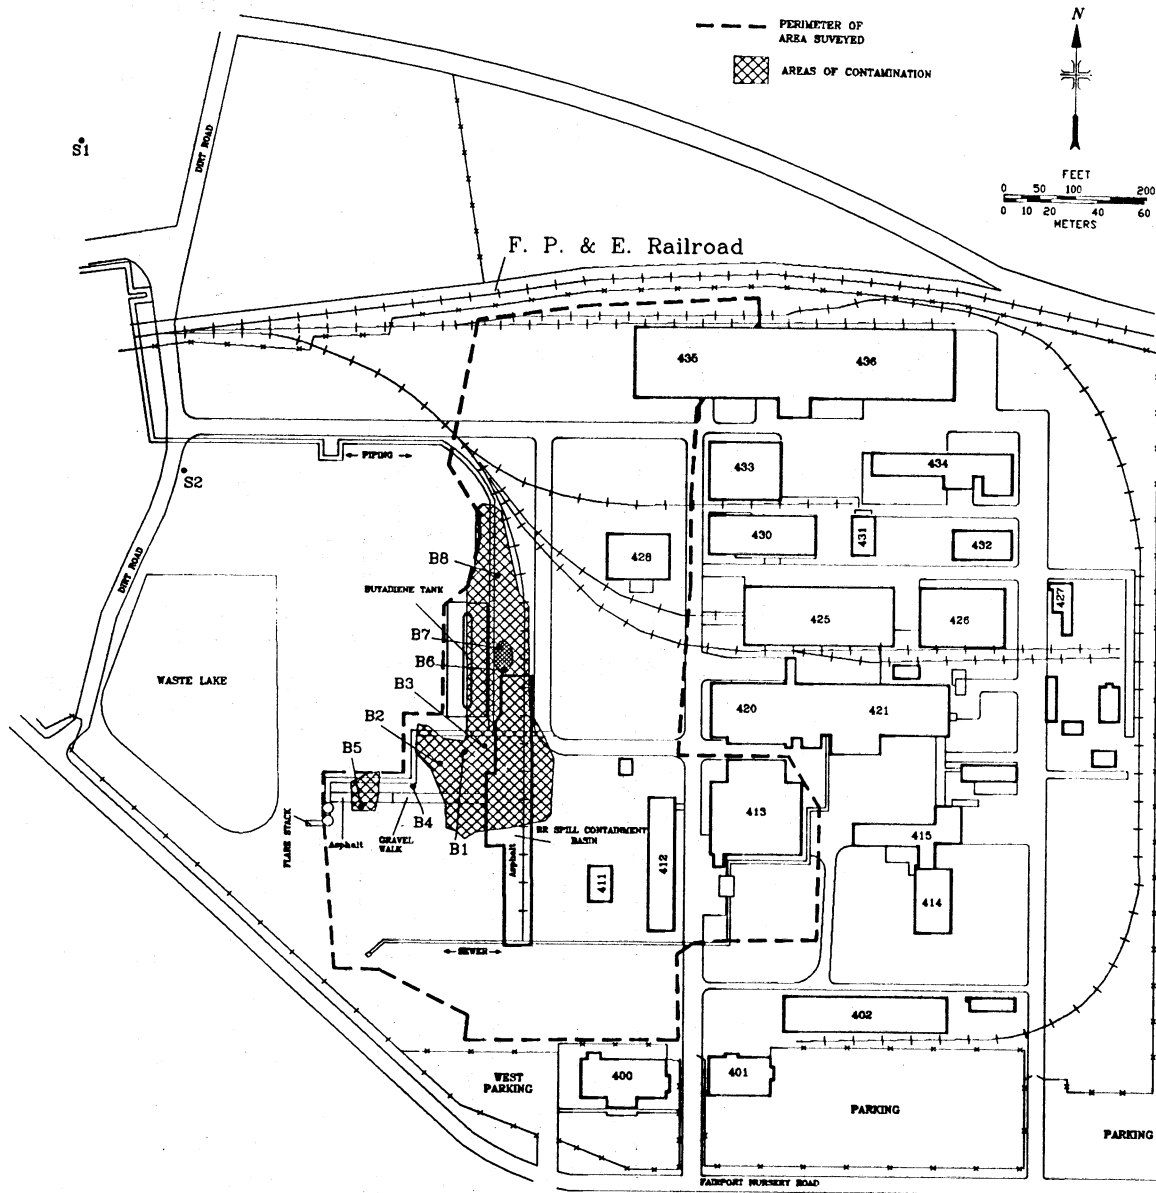 PERIMETER OF
AREA SUVEYED
AREAS OF CONTAMINATION
N
FEET
0 50 100 200
0 10 20 40 60
METERS
S1
DIRT ROAD
F. P. & E. Railroad
435
436
PIPING
433
434
S2
430
431
432
428
B8
DIRT ROAD
BUTADIENE TANK
427
425
426
B7
B6
WASTE LAKE
B3
B2
420
421
B5
413
B4
FLARE STACK
Asphalt
GRAVEL
WALK
B1
RR SPILL CONTAINMENT
BASIN
Asphalt
412
415
411
414
SEWER
402
WEST
PARKING
400
401
PARKING
PARKING
FAIRPORT NURSERY ROAD